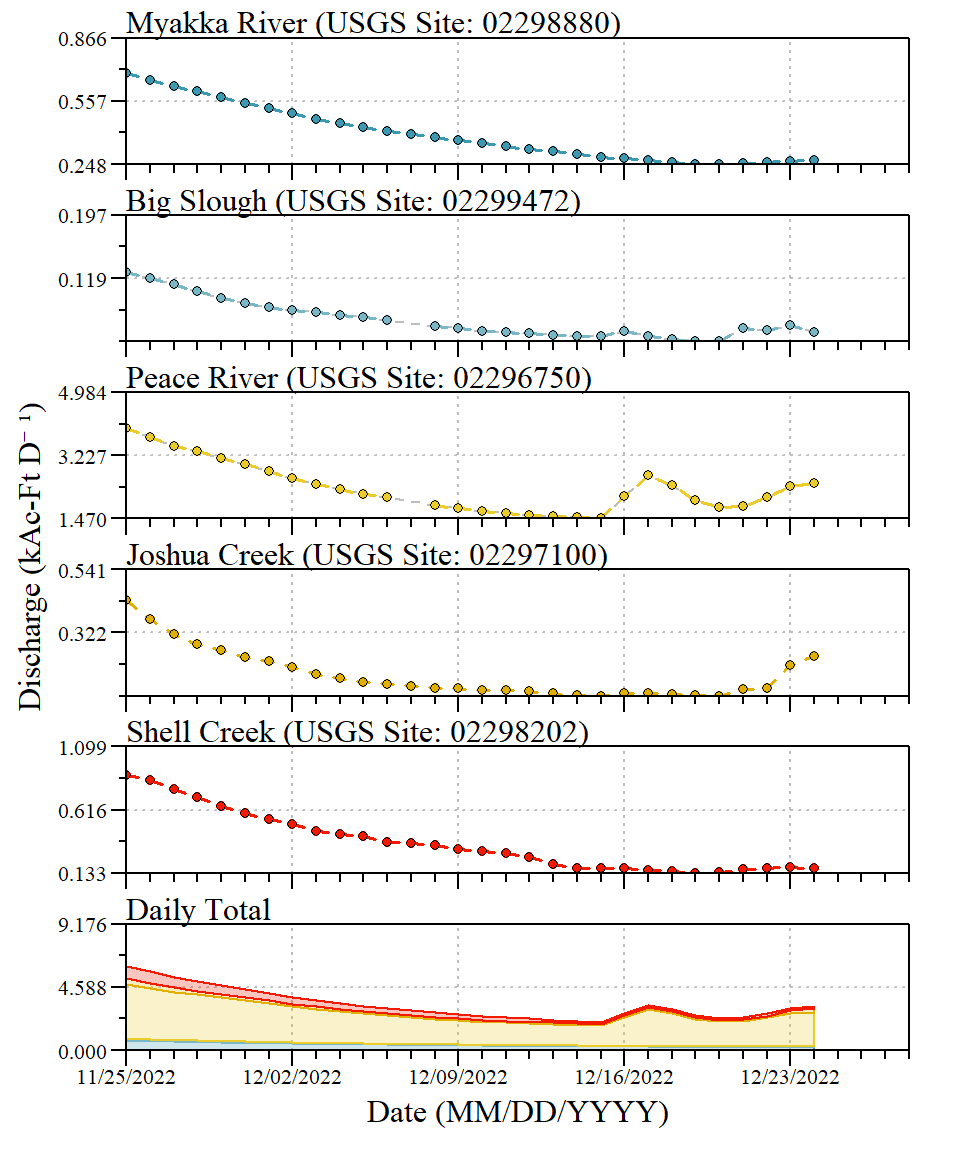 Myakka River (USGS Site: 02298880)
0.866
0.557
0.248
Big Slough (USGS Site: 02299472)
0.197
0.119
Peace River (USGS Site: 02296750)
4.984
3.227
1.470
Joshua Creek (USGS Site: 02297100)
0.541
0.322
Shell Creek (USGS Site: 02298202)
1.099
0.616
0.133
Daily Total
9.176
4.588
0.000
11/25/2022 12/02/2022 12/09/2022 12/16/2022 12/23/2022
Date (MM/DD/YYYY)
Discharge (kAc-Ft D⁻¹)